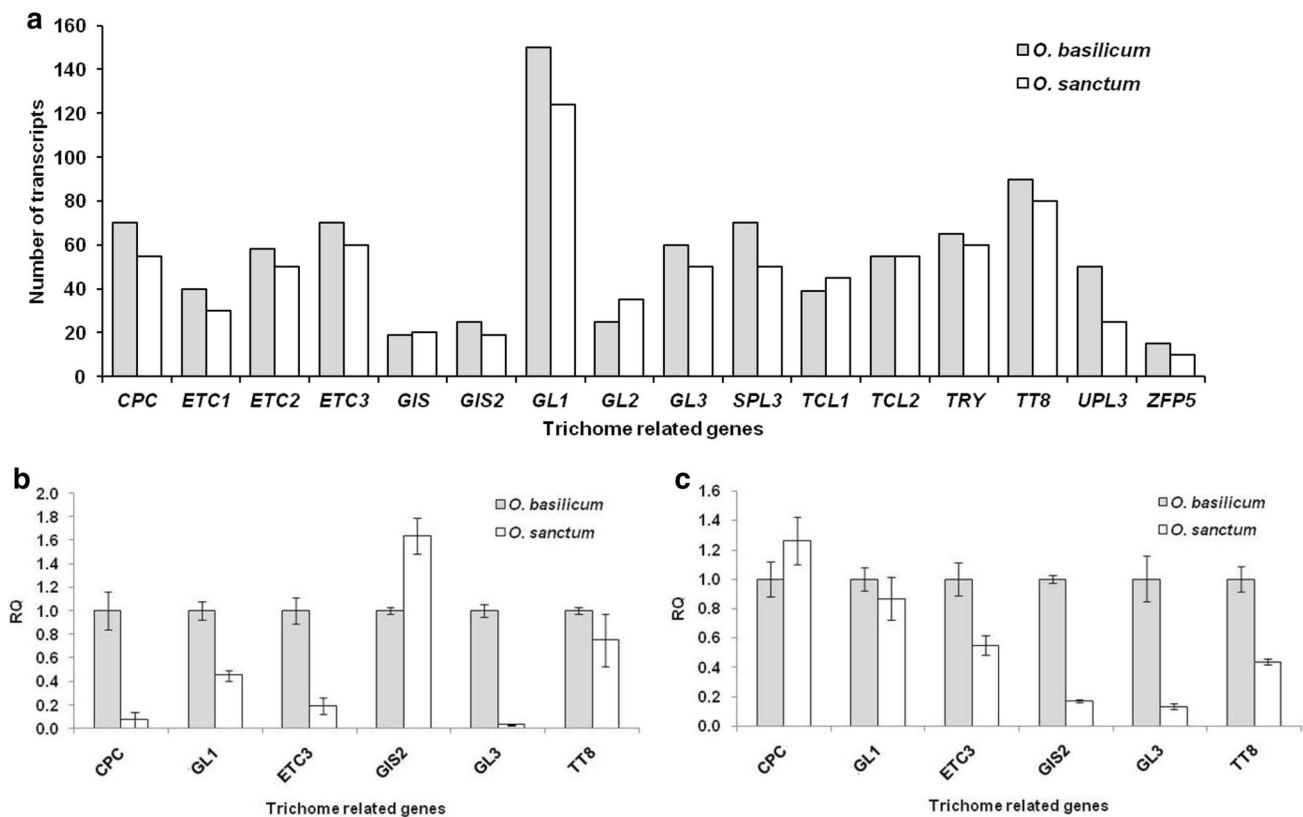 a
160
140
120
100
80
60
40
20
0
Number of transcripts
O. basilicum
O. sanctum
CPC ETC1 ETC2 ETC3 GIS GIS2 GL1 GL2 GL3 SPL3 TCL1 TCL2 TRY TT8 UPL3 ZFP5
Trichome related genes
b
2.0
1.8
1.6
1.4
1.2
1.0
0.8
0.6
0.4
0.2
0.0
RQ
O. basilicum
O. sanctum
CPC GL1 ETC3 GIS2 GL3 TT8
Trichome related genes
c
1.6
1.4
1.2
1.0
0.8
0.6
0.4
0.2
0.0
RQ
O. basilicum
O. sanctum
CPC GL1 ETC3 GIS2 GL3 TT8
Trichome related genes